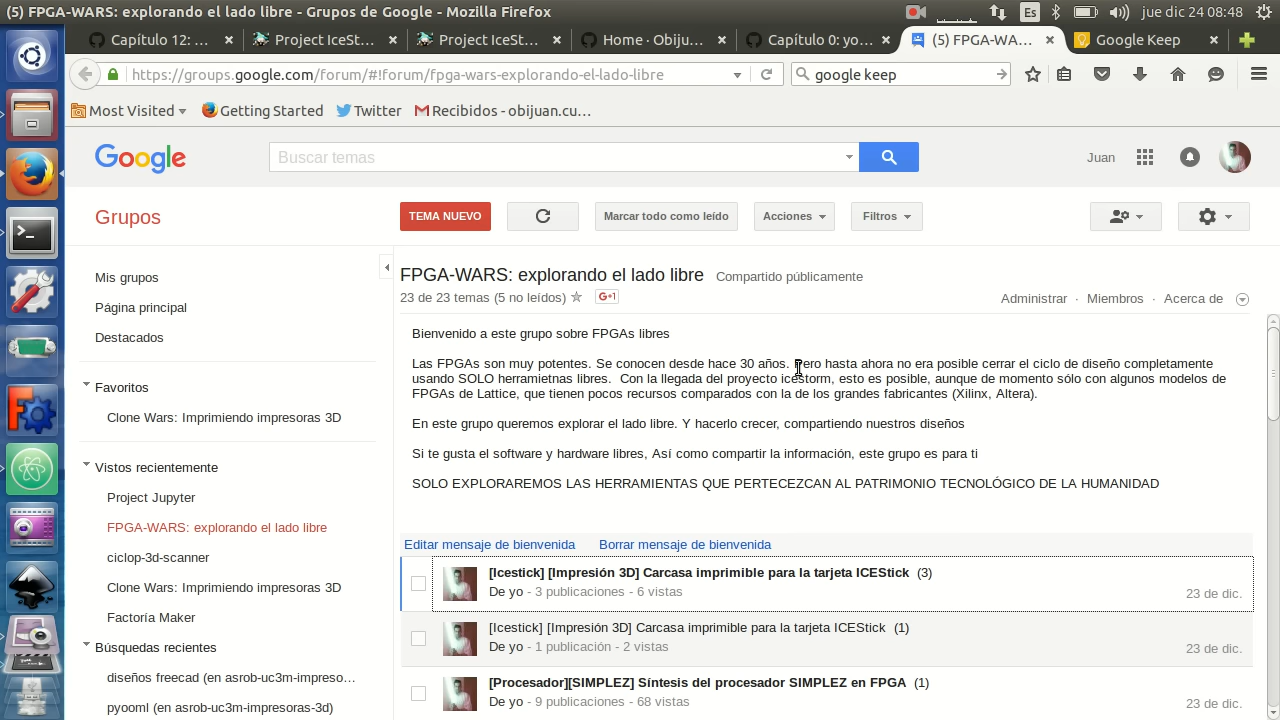 (5) FPGA-WARS: explorando el lado libre - Grupos de Google - Mozilla Firefox
Es
jue dic 24 08:48
Capítulo 12: ...
Project IceSt...
Project IceSt...
Home · Obiju...
Capítulo 0: yo...
(5) FPGA-WA...
Google Keep
https://groups.google.com/forum/#!forum/fpga-wars-explorando-el-lado-libre
google keep
Most Visited
Getting Started
Twitter
Recibidos - obijuan.cu...
Google
Buscar temas
Juan
Grupos
TEMA NUEVO
Marcar todo como leído
Acciones
Filtros
Mis grupos
Página principal
Destacados
Favoritos
Clone Wars: Imprimiendo impresoras 3D
Vistos recientemente
Project Jupyter
FPGA-WARS: explorando el lado libre
ciclop-3d-scanner
Clone Wars: Imprimiendo impresoras 3D
Factoría Maker
Búsquedas recientes
diseños freecad (en asrob-uc3m-impreso...
pyooml (en asrob-uc3m-impresoras-3d)
FPGA-WARS: explorando el lado libre Compartido públicamente
23 de 23 temas (5 no leídos) G+1
Administrar · Miembros · Acerca de
Bienvenido a este grupo sobre FPGAs libres
Las FPGAs son muy potentes. Se conocen desde hace 30 años. Pero hasta ahora no era posible cerrar el ciclo de diseño completamente
usando SOLO herramietnas libres. Con la llegada del proyecto icestorm, esto es posible, aunque de momento sólo con algunos modelos de
FPGAs de Lattice, que tienen pocos recursos comparados con la de los grandes fabricantes (Xilinx, Altera).
En este grupo queremos explorar el lado libre. Y hacerlo crecer, compartiendo nuestros diseños
Si te gusta el software y hardware libres, Así como compartir la información, este grupo es para ti
SOLO EXPLORAREMOS LAS HERRAMIENTAS QUE PERTECEZCAN AL PATRIMONIO TECNOLÓGICO DE LA HUMANIDAD
Editar mensaje de bienvenida Borrar mensaje de bienvenida
[Icestick] [Impresión 3D] Carcasa imprimible para la tarjeta ICEStick (3)
De yo - 3 publicaciones - 6 vistas
23 de dic.
[Icestick] [Impresión 3D] Carcasa imprimible para la tarjeta ICEStick (1)
De yo - 1 publicación - 2 vistas
23 de dic.
[Procesador][SIMPLEZ] Síntesis del procesador SIMPLEZ en FPGA (1)
De yo - 9 publicaciones - 68 vistas
23 de dic.